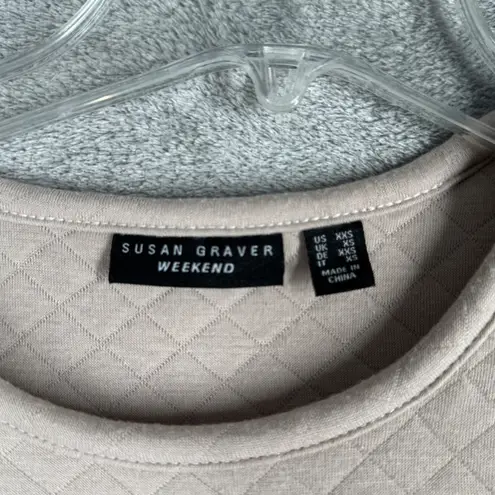 SUSAN GRAVER
WEEKEND
US XXS
UK XS
DE XXS
IT XS
MADE IN
CHINA